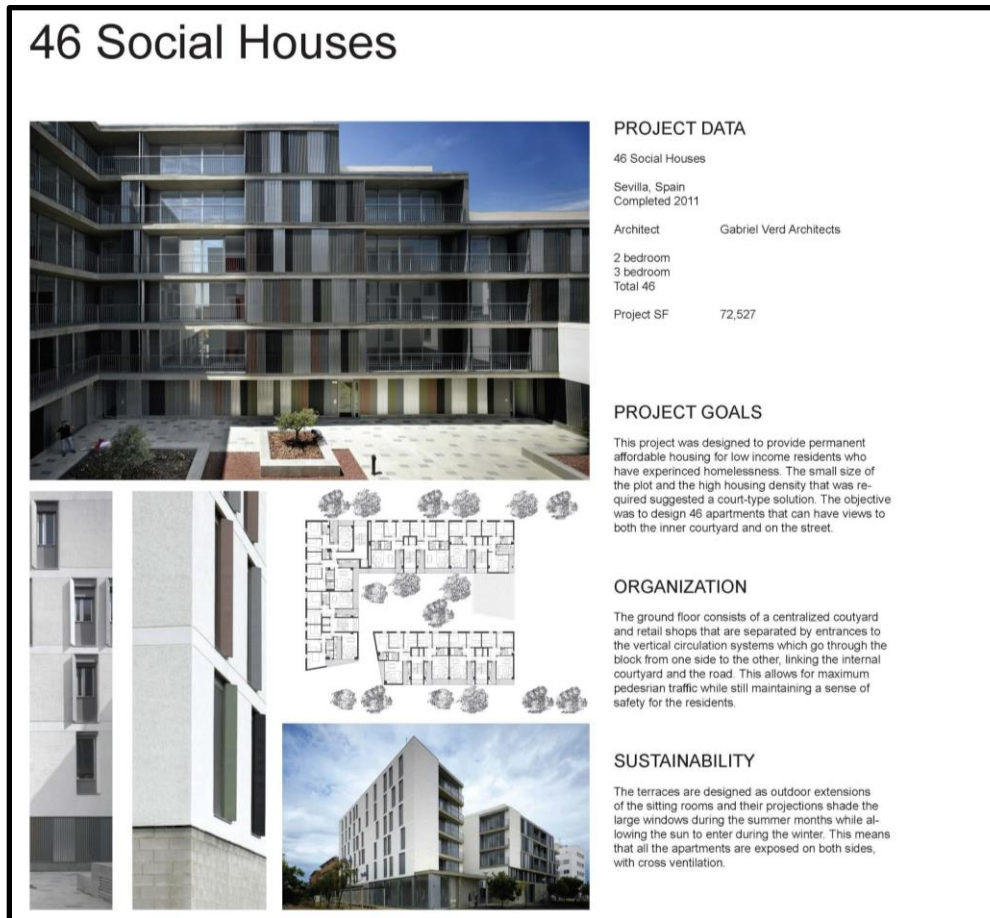 46 Social Houses
PROJECT DATA
46 Social Houses
Sevilla, Spain
Completed 2011
Architect Gabriel Verd Architects
2 bedroom
3 bedroom
Total 46
Project SF 72,527
PROJECT GOALS
This project was designed to provide permanent
affordable housing for low income residents who
have experinced homelessness. The small size of
the plot and the high housing density that was re-
quired suggested a court-type solution. The objective
was to design 46 apartments that can have views to
both the inner courtyard and on the street.
ORGANIZATION
The ground floor consists of a centralized coutyard
and retail shops that are separated by entrances to
the vertical circulation systems which go through the
block from one side to the other, linking the internal
courtyard and the road. This allows for maximum
pedesrian traffic while still maintaining a sense of
safety for the residents.
SUSTAINABILITY
The terraces are designed as outdoor extensions
of the sitting rooms and their projections shade the
large windows during the summer months while al-
lowing the sun to enter during the winter. This means
that all the apartments are exposed on both sides,
with cross ventilation.